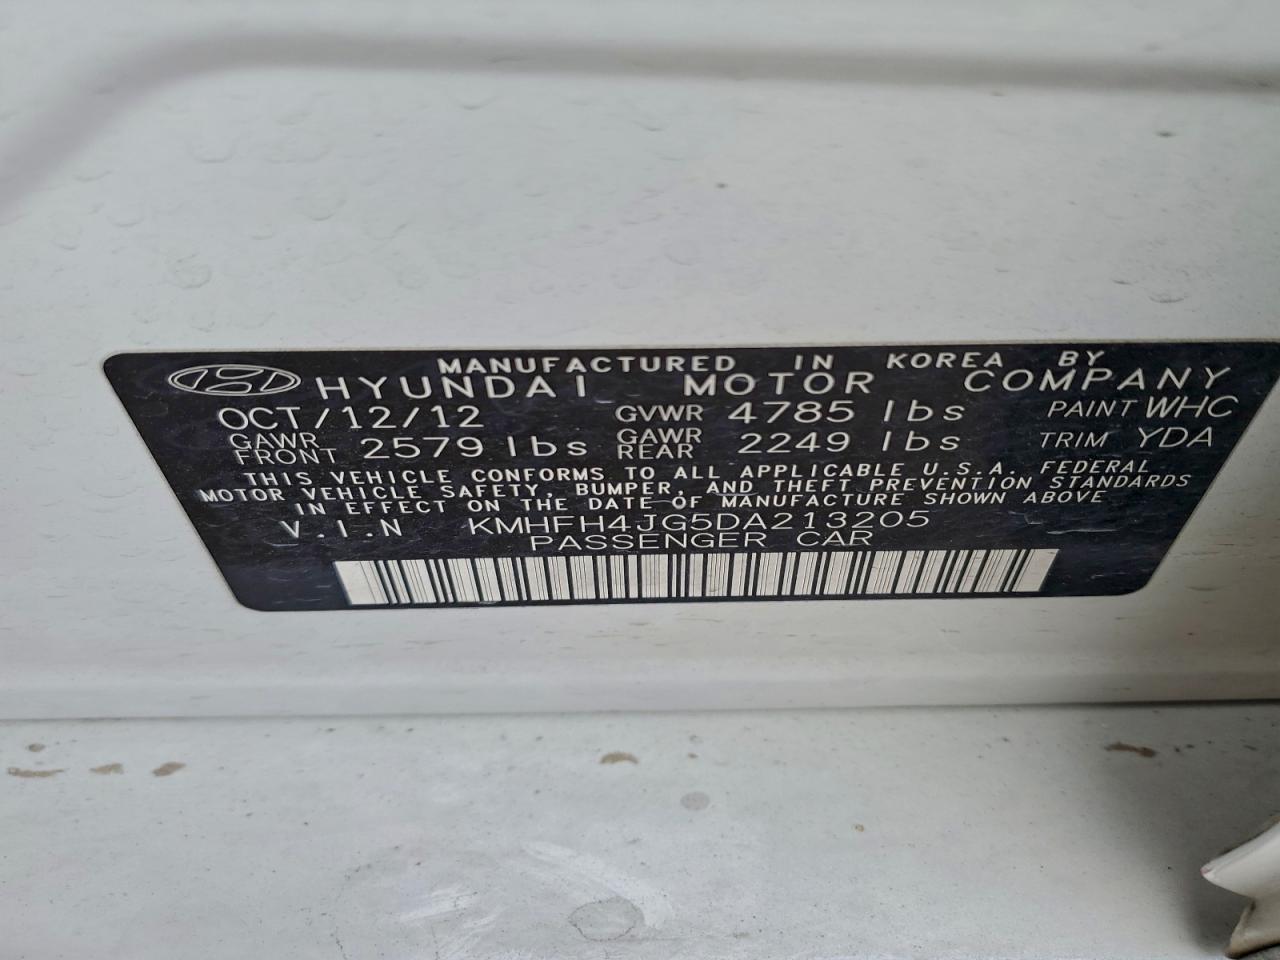 MANUFACTURED IN KOREA BY
HYUNDAI MOTOR COMPANY
OCT/12/12 GVWR 4785 lbs PAINT WHC
GAWR FRONT 2579 lbs GAWR REAR 2249 lbs TRIM YDA
THIS VEHICLE CONFORMS TO ALL APPLICABLE U.S.A. FEDERAL
MOTOR VEHICLE SAFETY, BUMPER, AND THEFT PREVENTION STANDARDS
IN EFFECT ON THE DATE OF MANUFACTURE SHOWN ABOVE
V.I.N KMHFH4JG5DA213205
PASSENGER CAR